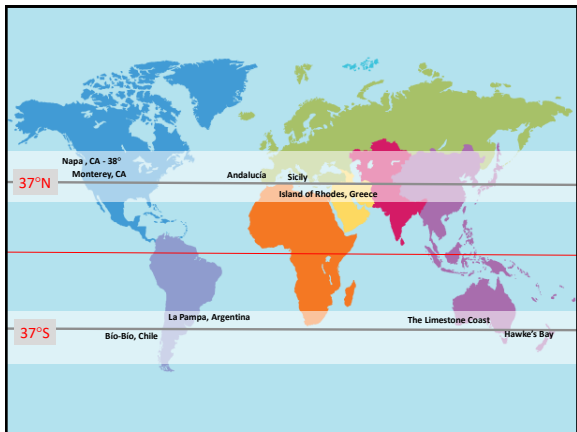 Napa , CA - 38°
Monterey, CA
Andalucía
Sicily
37°N
Island of Rhodes, Greece
La Pampa, Argentina
The Limestone Coast
37°S
Bío-Bío, Chile
Hawke's Bay